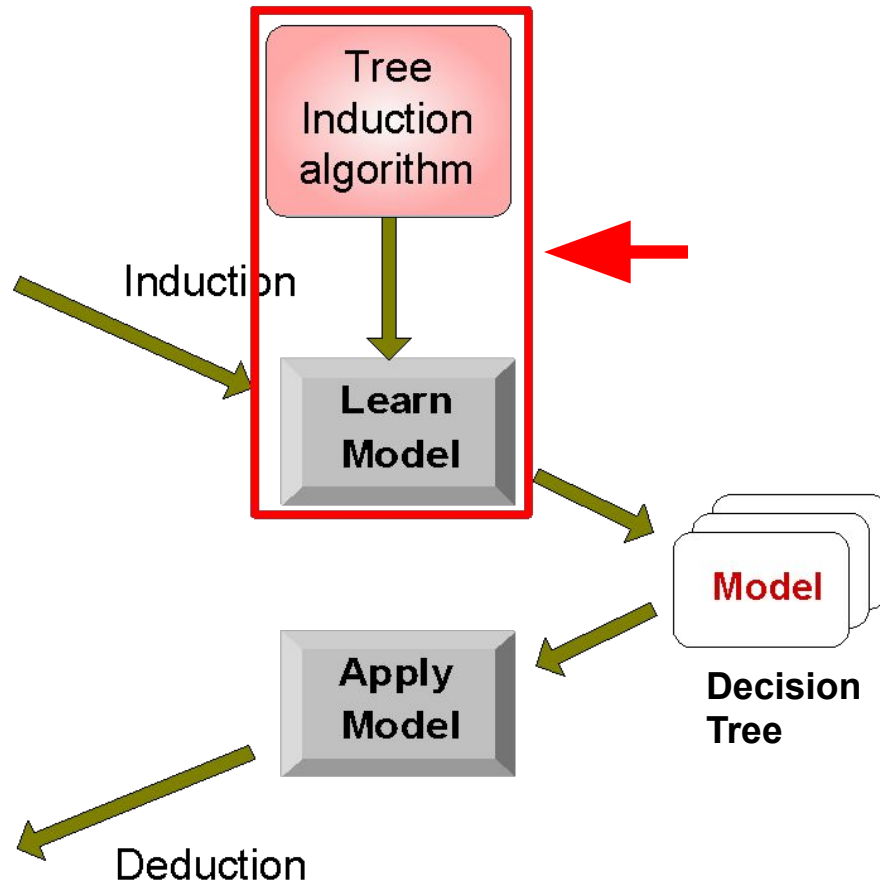 Tree
Induction
algorithm
Induction
Learn
Model
Model
Decision
Tree
Apply
Model
Deduction